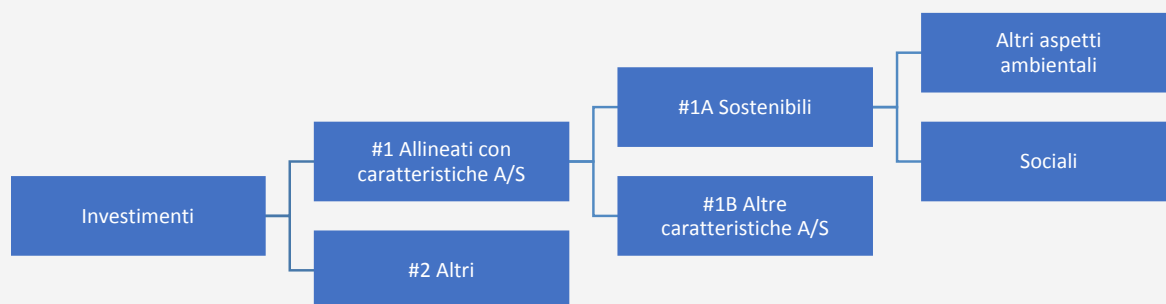 Investimenti
#1 Allineati con
caratteristiche A/S
#2 Altri
#1A Sostenibili
#1B Altre
caratteristiche A/S
Altri aspetti
ambientali
Sociali